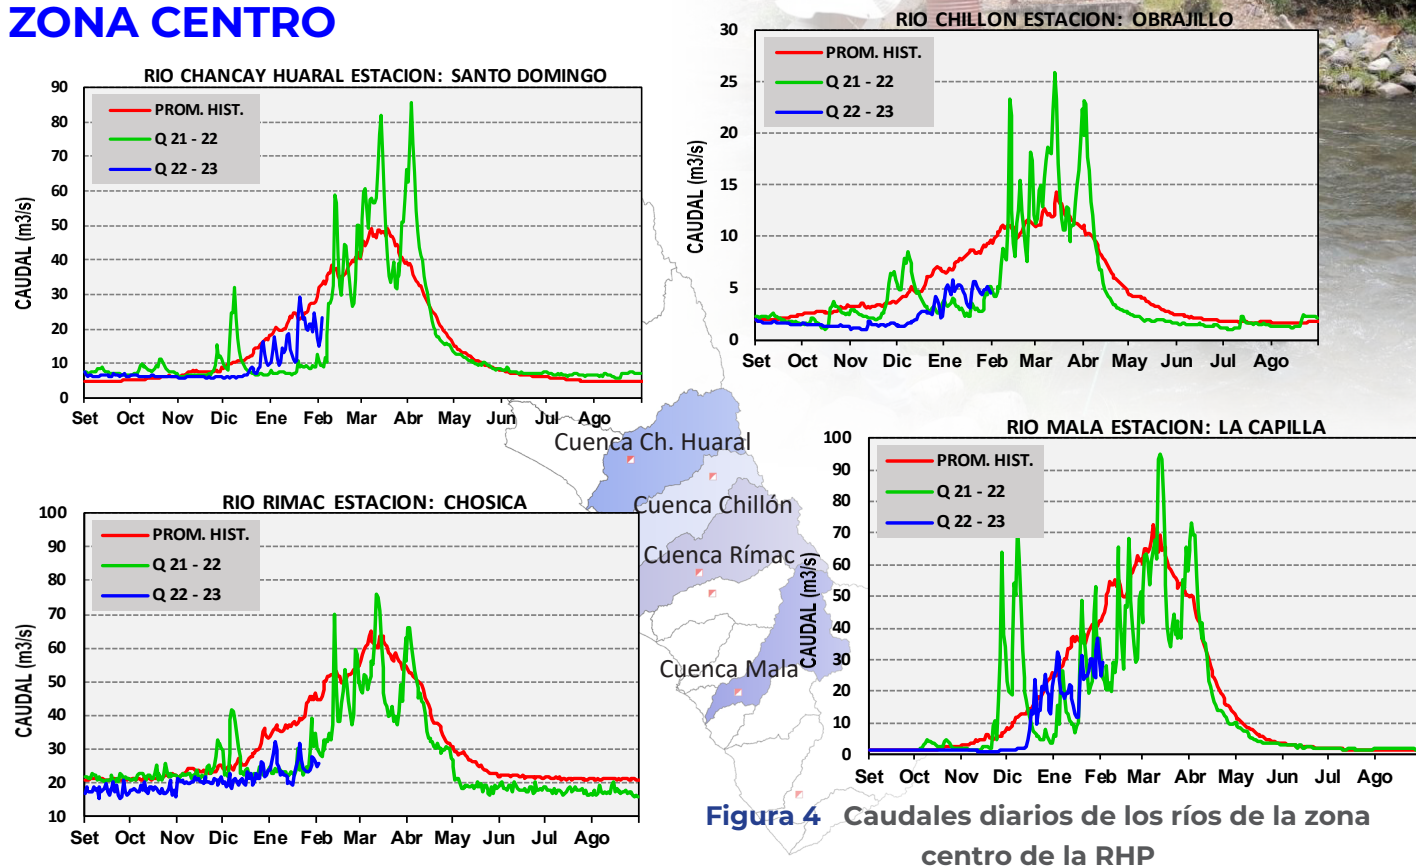 ZONA CENTRO
RIO CHANCAY HUARAL ESTACION: SANTO DOMINGO
CAUDAL (m3/s)
90
80
70
60
50
40
30
20
10
0
PROM. HIST.
Q 21 - 22
Q 22 - 23
Set Oct Nov Dic Ene Feb Mar Abr May Jun Jul Ago
RIO CHILLON ESTACION: OBRAJILLO
CAUDAL (m3/s)
30
25
20
15
10
5
0
PROM. HIST.
Q 21 - 22
Q 22 - 23
Set Oct Nov Dic Ene Feb Mar Abr May Jun Jul Ago
Cuenca Ch. Huaral
Cuenca Chillón
Cuenca Rímac
Cuenca Mala
RIO RIMAC ESTACION: CHOSICA
CAUDAL (m3/s)
100
90
80
70
60
50
40
30
20
10
PROM. HIST.
Q 21 - 22
Q 22 - 23
Set Oct Nov Dic Ene Feb Mar Abr May Jun Jul Ago
RIO MALA ESTACION: LA CAPILLA
CAUDAL (m3/s)
100
90
80
70
60
50
40
30
20
10
0
PROM. HIST.
Q 21 - 22
Q 22 - 23
Set Oct Nov Dic Ene Feb Mar Abr May Jun Jul Ago
Figura 4 Caudales diarios de los ríos de la zona
centro de la RHP